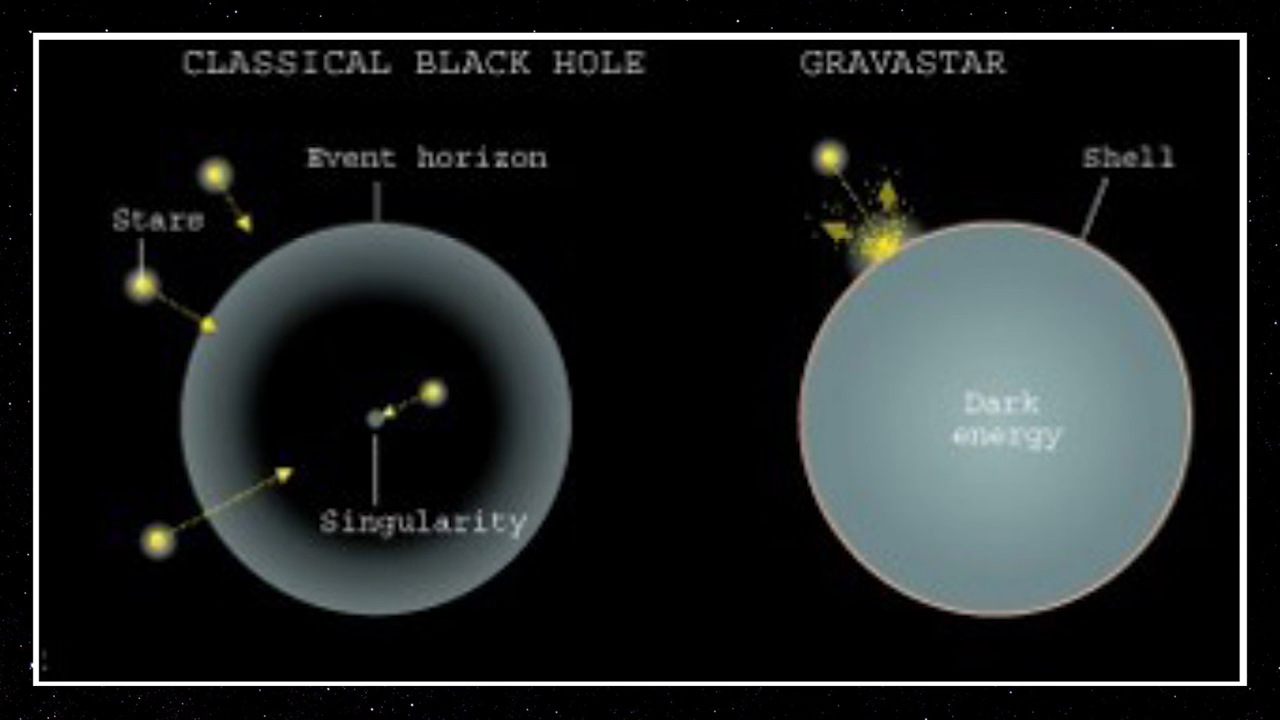 CLASSICAL BLACK HOLE
GRAVASTAR
Event horizon
Stars
Singularity
Shell
Dark
energy